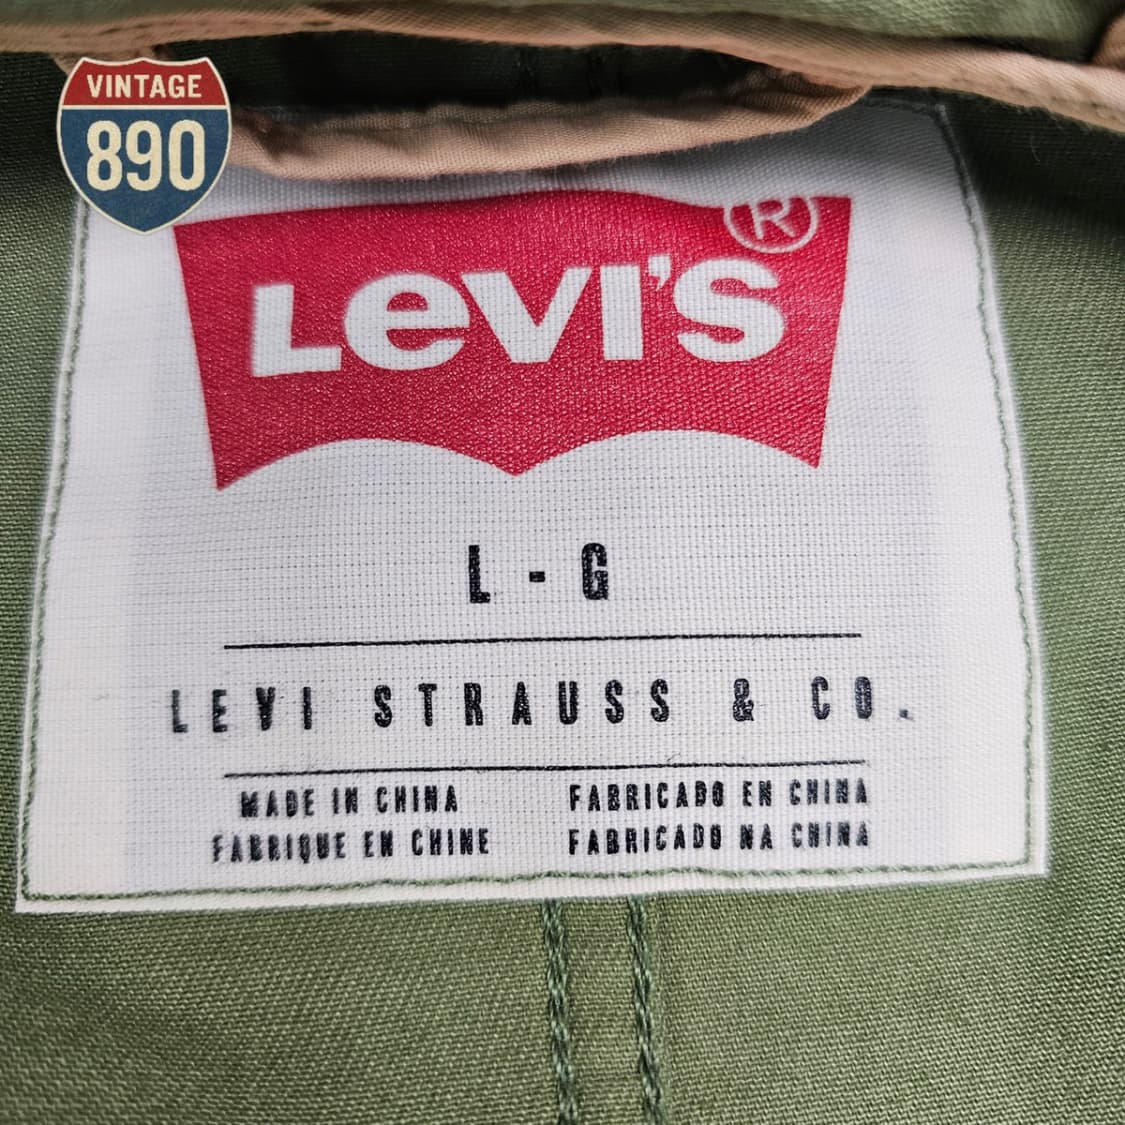 VINTAGE
890
Levi's ®
L - G
LEVI STRAUSS & CO.
MADE IN CHINA FABRICADO EN CHINA
FABRIQUE EN CHINE FABRICADO NA CHINA